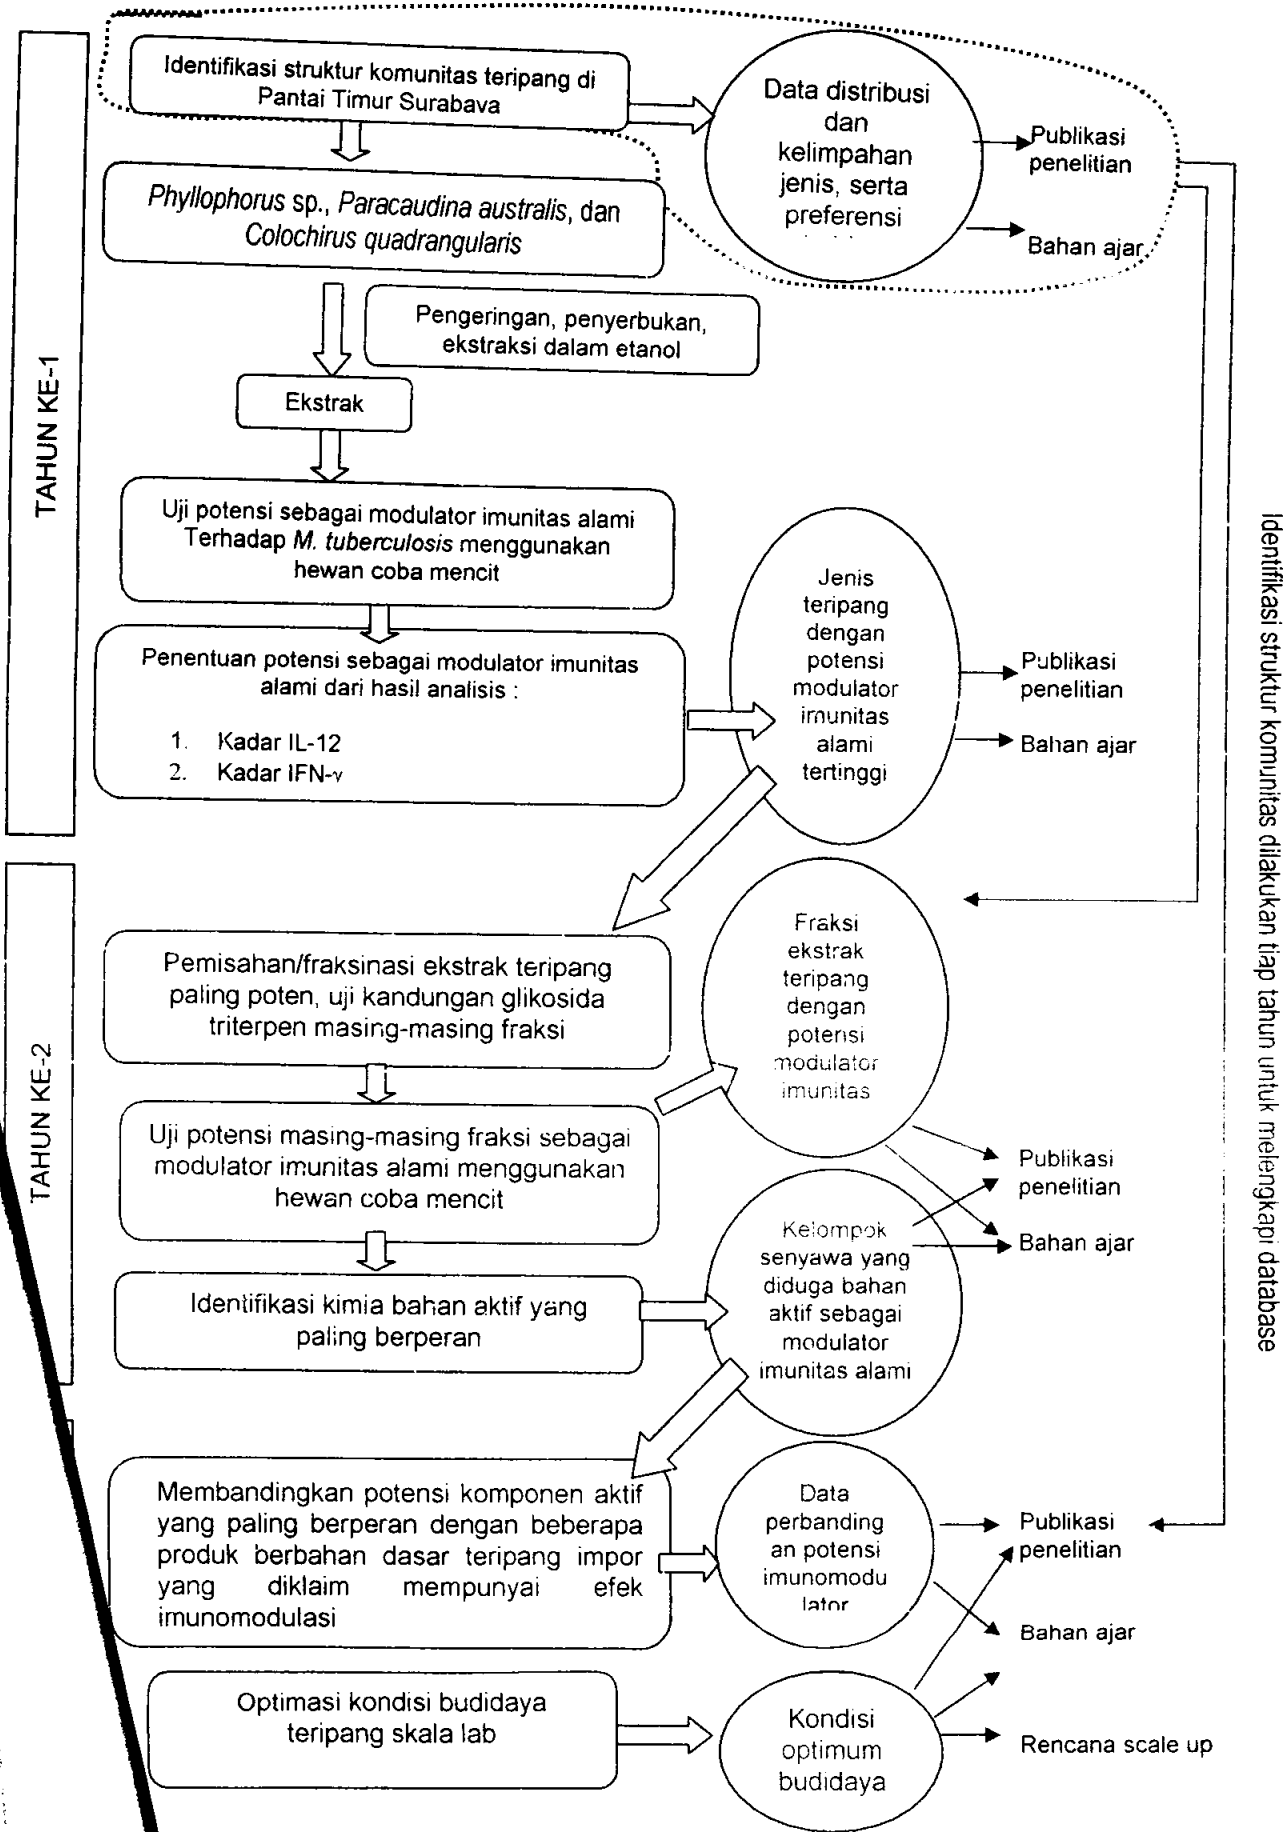 TAHUN KE-1
Identifikasi struktur komunitas teripang di
Pantai Timur Surabaya
Data distribusi
dan
kelimpahan
jenis, serta
preferensi
Publikasi
penelitian
Bahan ajar
Phyllophorus sp., Paracaudina australis, dan
Colochirus quadrangularis
Pengeringan, penyerbukan,
ekstraksi dalam etanol
Ekstrak
Uji potensi sebagai modulator imunitas alami
Terhadap M. tuberculosis menggunakan
hewan coba mencit
Penentuan potensi sebagai modulator imunitas
alami dari hasil analisis :
1. Kadar IL-12
2. Kadar IFN-γ
Jenis
teripang
dengan
potensi
modulator
imunitas
alami
tertinggi
Publikasi
penelitian
Bahan ajar
TAHUN KE-2
Pemisahan/fraksinasi ekstrak teripang
paling poten, uji kandungan glikosida
triterpen masing-masing fraksi
Fraksi
ekstrak
teripang
dengan
potensi
modulator
imunitas
Uji potensi masing-masing fraksi sebagai
modulator imunitas alami menggunakan
hewan coba mencit
Publikasi
penelitian
Bahan ajar
Identifikasi kimia bahan aktif yang
paling berperan
Kelompok
senyawa yang
diduga bahan
aktif sebagai
modulator
imunitas alami
Membandingkan potensi komponen aktif
yang paling berperan dengan beberapa
produk berbahan dasar teripang impor
yang diklaim mempunyai efek
imunomodulasi
Data
perbanding
an potensi
imunomodu
lator
Publikasi
penelitian
Bahan ajar
Optimasi kondisi budidaya
teripang skala lab
Kondisi
optimum
budidaya
Rencana scale up
Identifikasi struktur komunitas dilakukan tiap tahun untuk melengkapi database